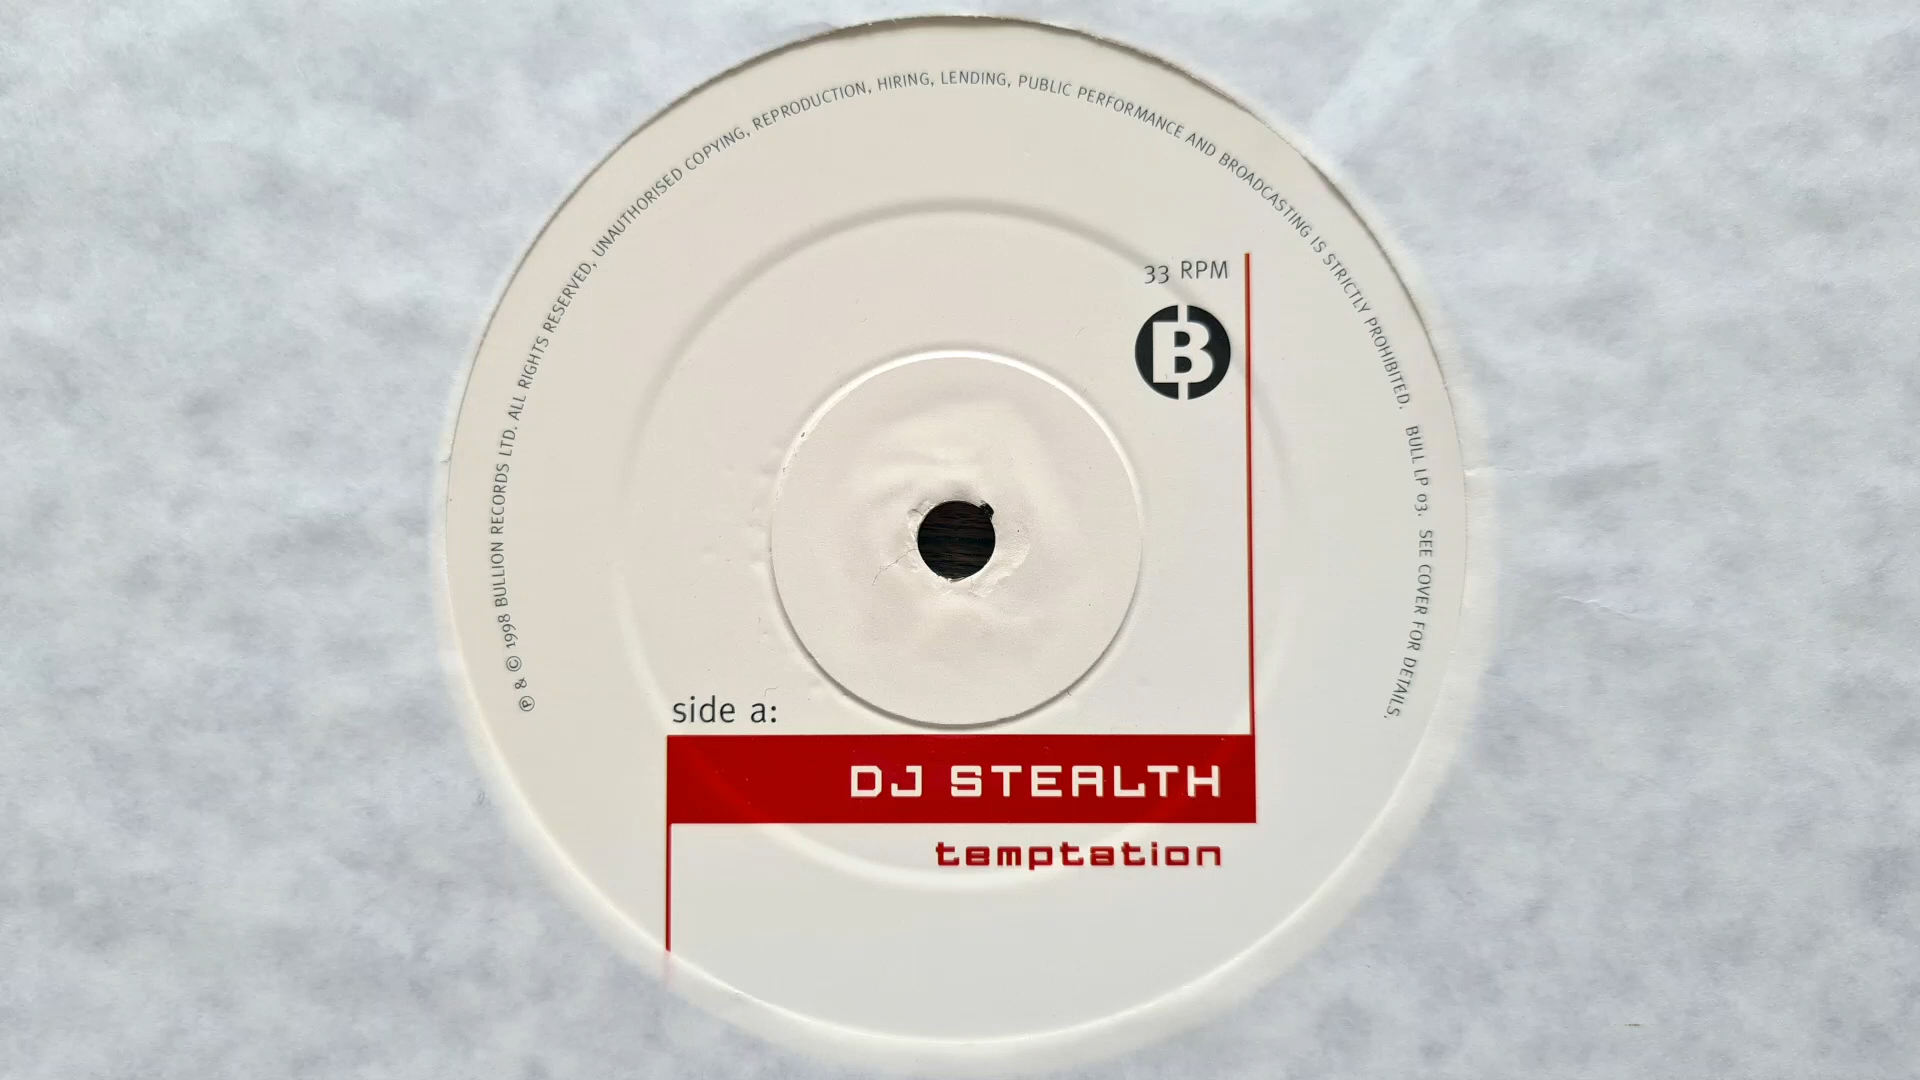 ℗ & © 1998 BULLION RECORDS LTD. ALL RIGHTS RESERVED, UNAUTHORISED COPYING, REPRODUCTION, HIRING, LENDING, PUBLIC PERFORMANCE AND BROADCASTING IS STRICTLY PROHIBITED. BULL LP 03. SEE COVER FOR DETAILS.
33 RPM
B
side a:
DJ STEALTH
temptation